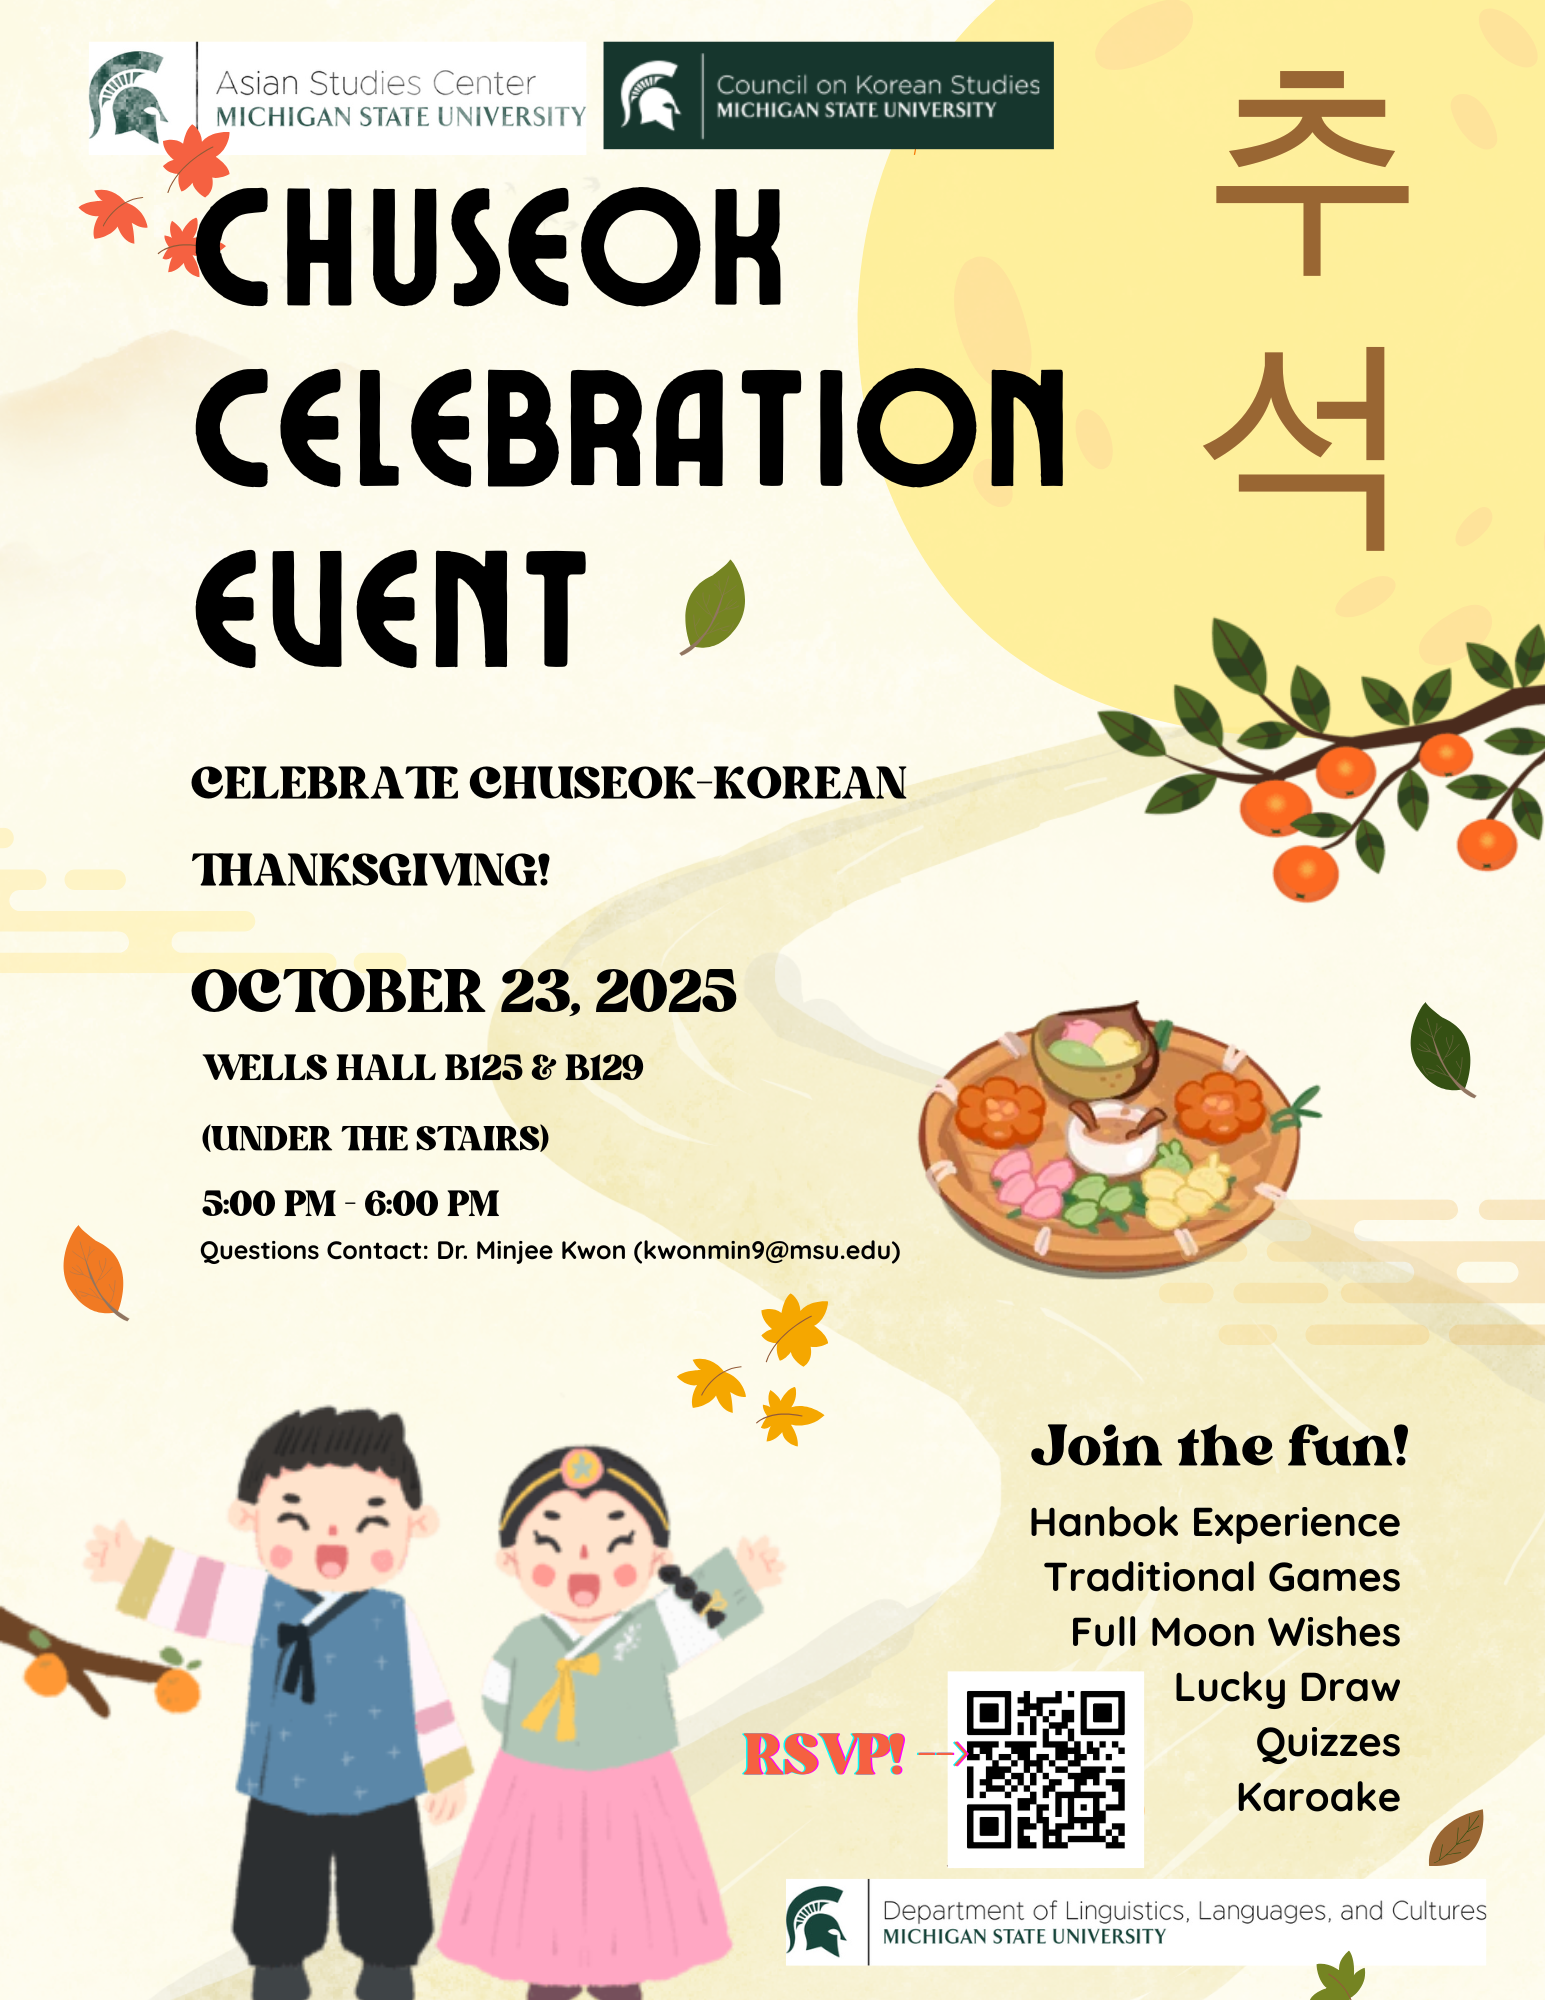 Asian Studies Center
MICHIGAN STATE UNIVERSITY
Council on Korean Studies
MICHIGAN STATE UNIVERSITY
추
석
CHUSEOK
CELEBRATION
EVENT
CELEBRATE CHUSEOK-KOREAN
THANKSGIVING!
OCTOBER 23, 2025
WELLS HALL B125 & B129
(UNDER THE STAIRS)
5:00 PM - 6:00 PM
Questions Contact: Dr. Minjee Kwon (kwonmin9@msu.edu)
Join the fun!
Hanbok Experience
Traditional Games
Full Moon Wishes
Lucky Draw
Quizzes
Karoake
RSVP! -->
Department of Linguistics, Languages, and Cultures
MICHIGAN STATE UNIVERSITY